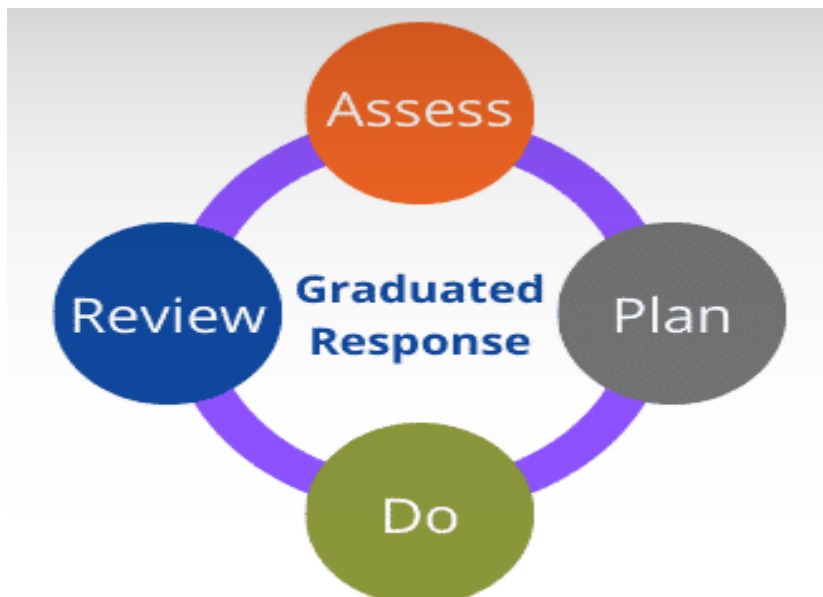 Assess
Graduated
Response
Review
Plan
Do